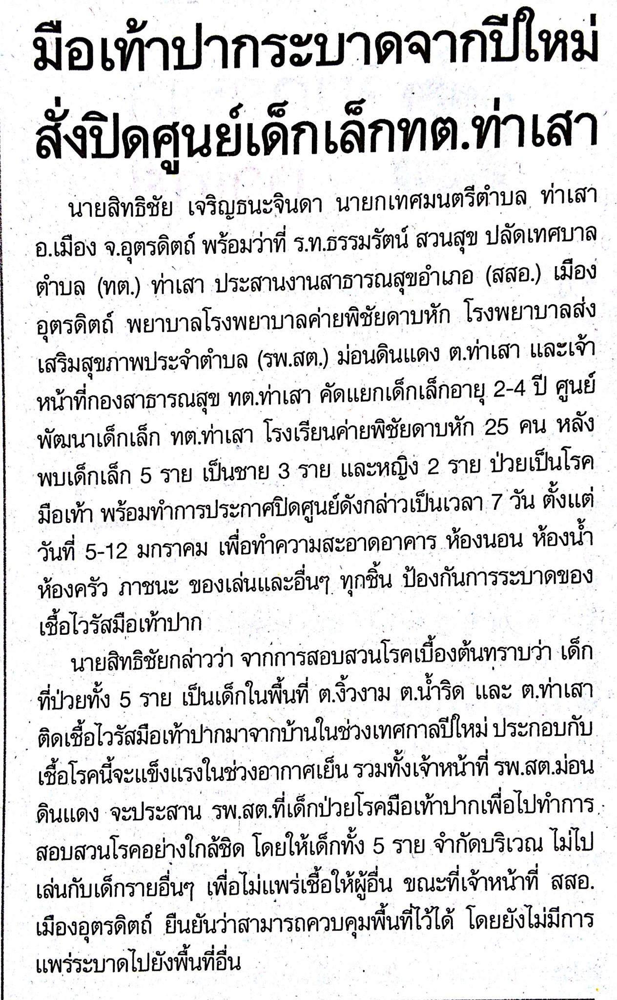 มือเท้าปากระบาดจากปีใหม่
สั่งปิดศูนย์เด็กเล็กทต.ท่าเสา
นายสิทธิชัย เจริญธนะจินดา นายกเทศมนตรีตำบล ท่าเสา
อ.เมือง จ.อุตรดิตถ์ พร้อมว่าที่ ร.ท.ธรรมรัตน์ สวนสุข ปลัดเทศบาล
ตำบล (ทต.) ท่าเสา ประสานงานสาธารณสุขอำเภอ (สสอ.) เมือง
อุตรดิตถ์ พยาบาลโรงพยาบาลค่ายพิชัยดาบหัก โรงพยาบาลส่ง
เสริมสุขภาพประจำตำบล (รพ.สต.) ม่อนดินแดง ต.ท่าเสา และเจ้า
หน้าที่กองสาธารณสุข ทต.ท่าเสา คัดแยกเด็กเล็กอายุ 2-4 ปี ศูนย์
พัฒนาเด็กเล็ก ทต.ท่าเสา โรงเรียนค่ายพิชัยดาบหัก 25 คน หลัง
พบเด็กเล็ก 5 ราย เป็นชาย 3 ราย และหญิง 2 ราย ป่วยเป็นโรค
มือเท้า พร้อมทำการประกาศปิดศูนย์ดังกล่าวเป็นเวลา 7 วัน ตั้งแต่
วันที่ 5-12 มกราคม เพื่อทำความสะอาดอาคาร ห้องนอน ห้องน้ำ
ห้องครัว ภาชนะ ของเล่นและอื่นๆ ทุกชิ้น ป้องกันการระบาดของ
เชื้อไวรัสมือเท้าปาก
นายสิทธิชัยกล่าวว่า จากการสอบสวนโรคเบื้องต้นทราบว่า เด็ก
ที่ป่วยทั้ง 5 ราย เป็นเด็กในพื้นที่ ต.งิ้วงาม ต.น้ำริด และ ต.ท่าเสา
ติดเชื้อไวรัสมือเท้าปากมาจากบ้านในช่วงเทศกาลปีใหม่ ประกอบกับ
เชื้อโรคนี้จะแข็งแรงในช่วงอากาศเย็น รวมทั้งเจ้าหน้าที่ รพ.สต.ม่อน
ดินแดง จะประสาน รพ.สต.ที่เด็กป่วยโรคมือเท้าปากเพื่อไปทำการ
สอบสวนโรคอย่างใกล้ชิด โดยให้เด็กทั้ง 5 ราย จำกัดบริเวณ ไม่ไป
เล่นกับเด็กรายอื่นๆ เพื่อไม่แพร่เชื้อให้ผู้อื่น ขณะที่เจ้าหน้าที่ สสอ.
เมืองอุตรดิตถ์ ยืนยันว่าสามารถควบคุมพื้นที่ไว้ได้ โดยยังไม่มีการ
แพร่ระบาดไปยังพื้นที่อื่น